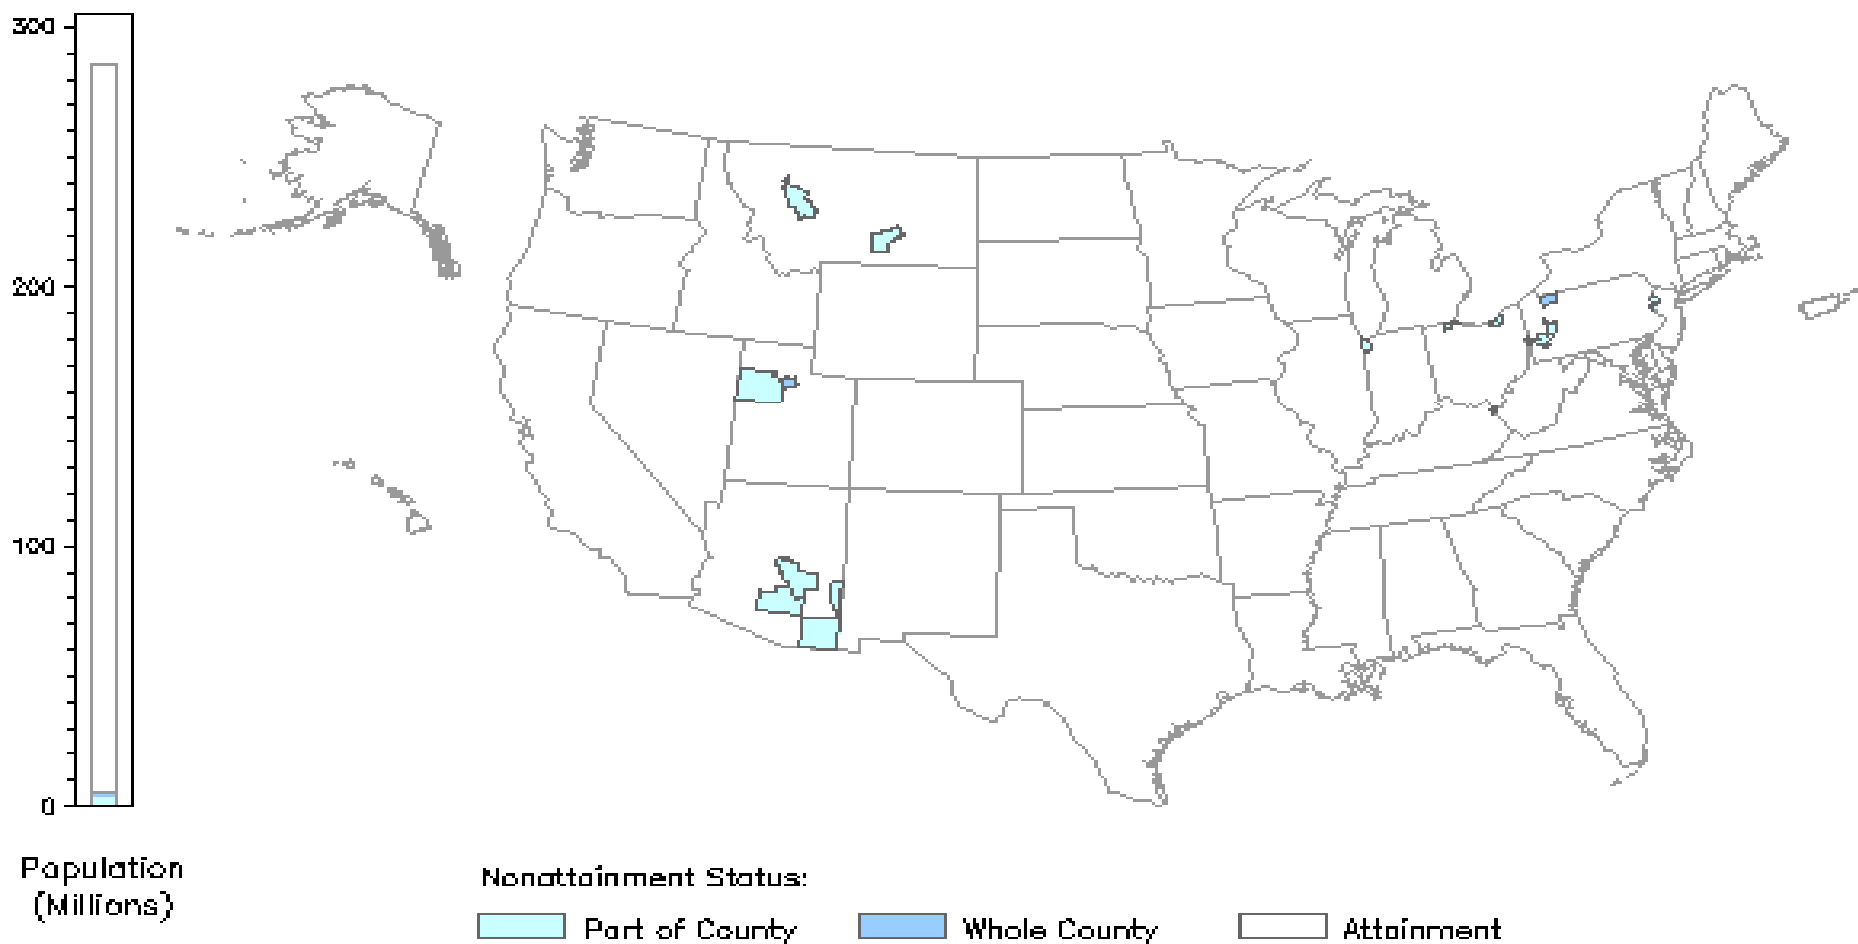 300
200
100
0
Population
(Millions)
Nonattainment Status:
Part of County
Whole County
Attainment